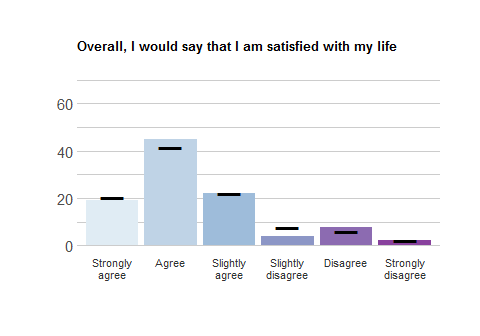 Overall, I would say that I am satisfied with my life
60
40
20
0
Strongly agree
Agree
Slightly agree
Slightly disagree
Disagree
Strongly disagree